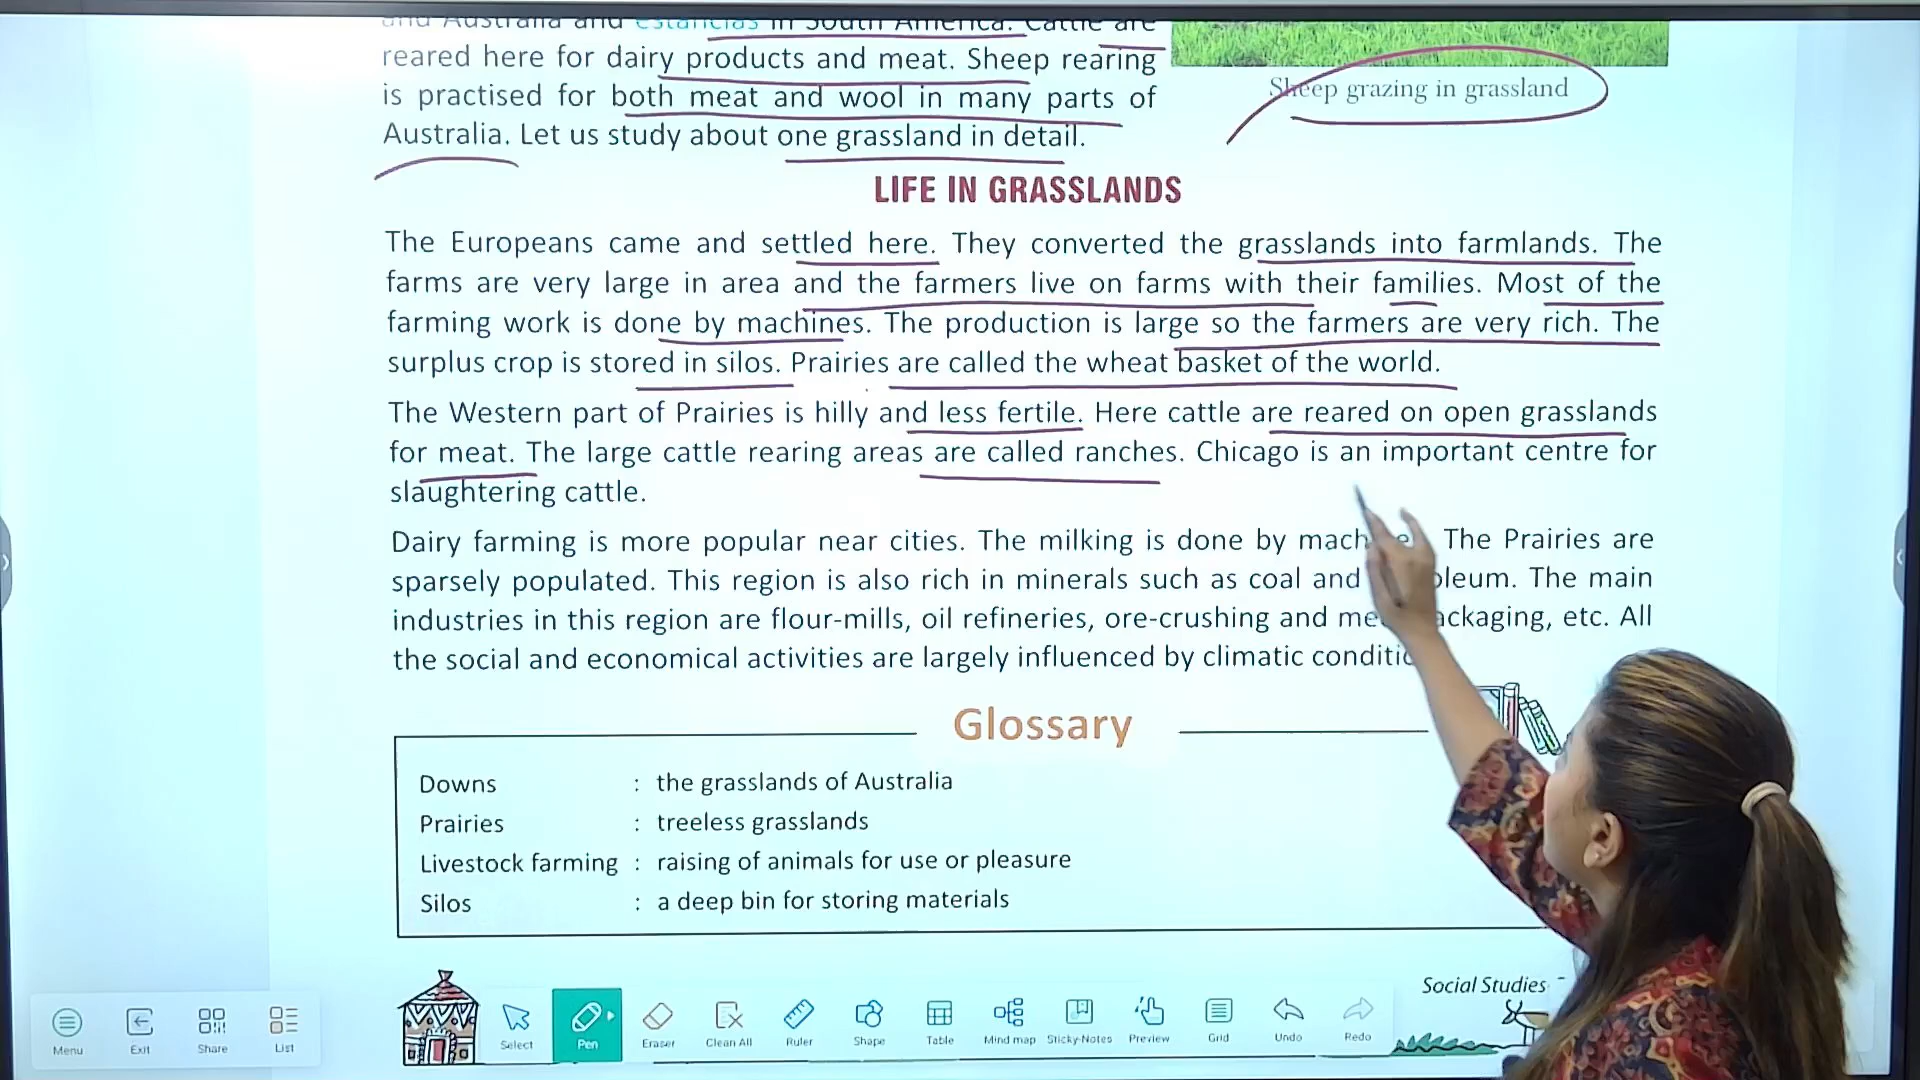 and Australia and estancias in South America. Cattle are
reared here for dairy products and meat. Sheep rearing
is practised for both meat and wool in many parts of
Australia. Let us study about one grassland in detail.
Sheep grazing in grassland
LIFE IN GRASSLANDS
The Europeans came and settled here. They converted the grasslands into farmlands. The
farms are very large in area and the farmers live on farms with their families. Most of the
farming work is done by machines. The production is large so the farmers are very rich. The
surplus crop is stored in silos. Prairies are called the wheat basket of the world.
The Western part of Prairies is hilly and less fertile. Here cattle are reared on open grasslands
for meat. The large cattle rearing areas are called ranches. Chicago is an important centre for
slaughtering cattle.
Dairy farming is more popular near cities. The milking is done by The Prairies are
sparsely populated. This region is also rich in minerals such as coal and The main
industries in this region are flour-mills, oil refineries, ore-crushing and etc. All
the social and economical activities are largely influenced by climatic
Glossary
Downs : the grasslands of Australia
Prairies : treeless grasslands
Livestock farming : raising of animals for use or pleasure
Silos : a deep bin for storing materials
Social Studies -
Menu Exit Share List Select Pen Eraser Clean All Ruler Shape Table Mind map Sticky-Notes Preview Grid Undo Redo